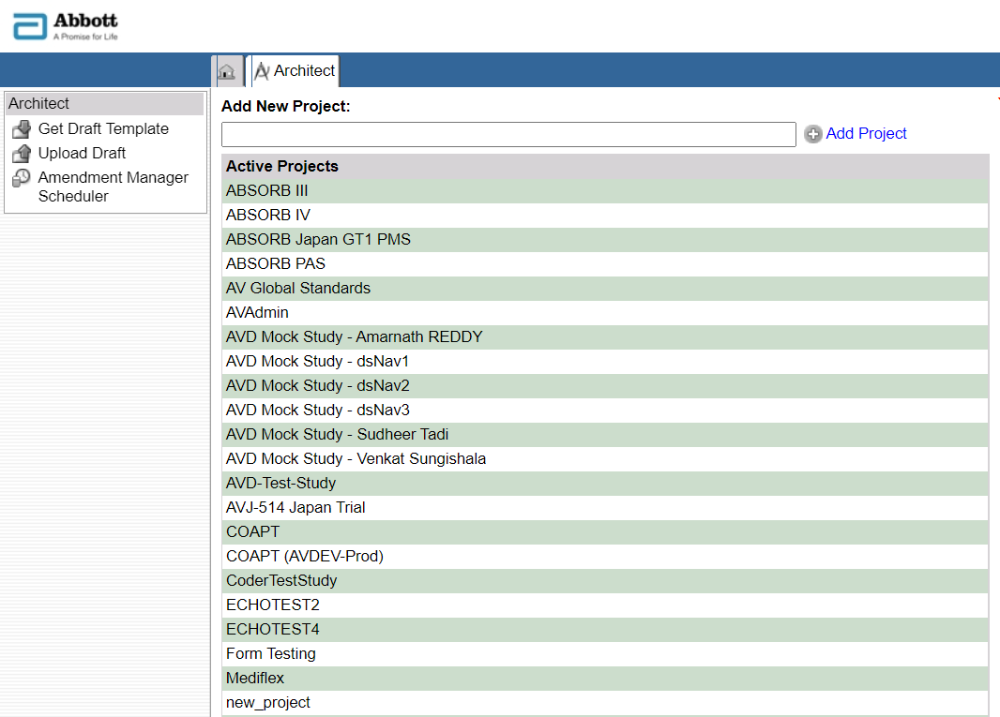 Abbott
A Promise for Life
Architect
Architect
Get Draft Template
Upload Draft
Amendment Manager
Scheduler
Add New Project:
Add Project
Active Projects
ABSORB III
ABSORB IV
ABSORB Japan GT1 PMS
ABSORB PAS
AV Global Standards
AVAdmin
AVD Mock Study - Amarnath REDDY
AVD Mock Study - dsNav1
AVD Mock Study - dsNav2
AVD Mock Study - dsNav3
AVD Mock Study - Sudheer Tadi
AVD Mock Study - Venkat Sungishala
AVD-Test-Study
AVJ-514 Japan Trial
COAPT
COAPT (AVDEV-Prod)
CoderTestStudy
ECHOTEST2
ECHOTEST4
Form Testing
Mediflex
new_project